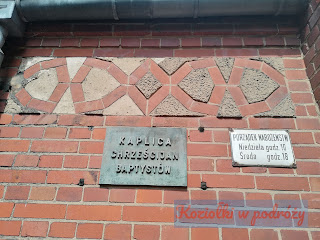 KAPLICA
CHRZEŚCIJAN
BAPTYSTÓW
PORZĄDEK NABOŻEŃSTW
Niedziela godz. 10
Środa godz. 18
Koziołki w podróży